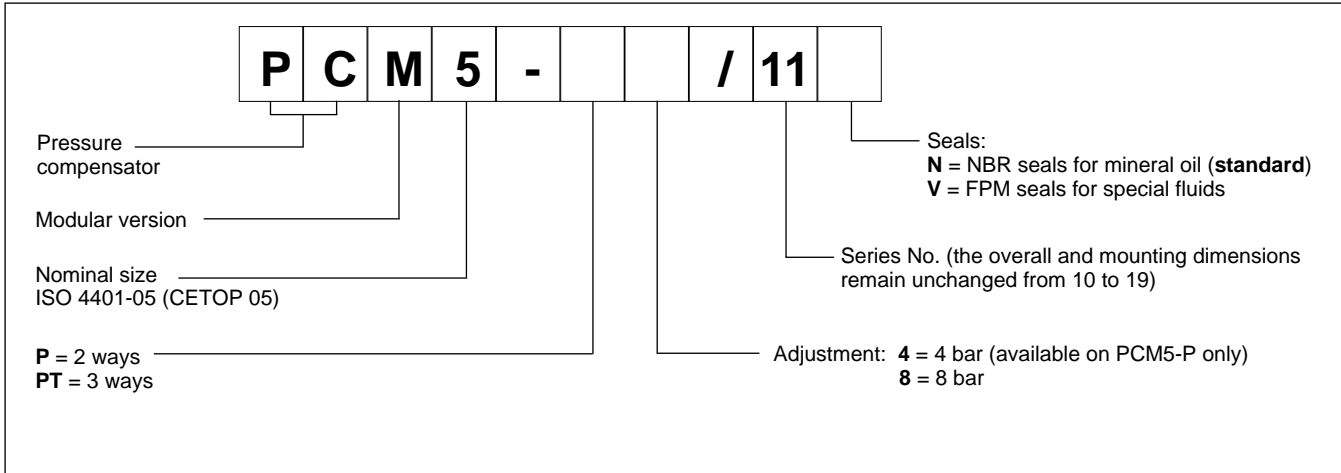 P C M 5 - / 11
Pressure
compensator
Modular version
Nominal size
ISO 4401-05 (CETOP 05)
P = 2 ways
PT = 3 ways
Seals:
N = NBR seals for mineral oil (standard)
V = FPM seals for special fluids
Series No. (the overall and mounting dimensions
remain unchanged from 10 to 19)
Adjustment: 4 = 4 bar (available on PCM5-P only)
8 = 8 bar